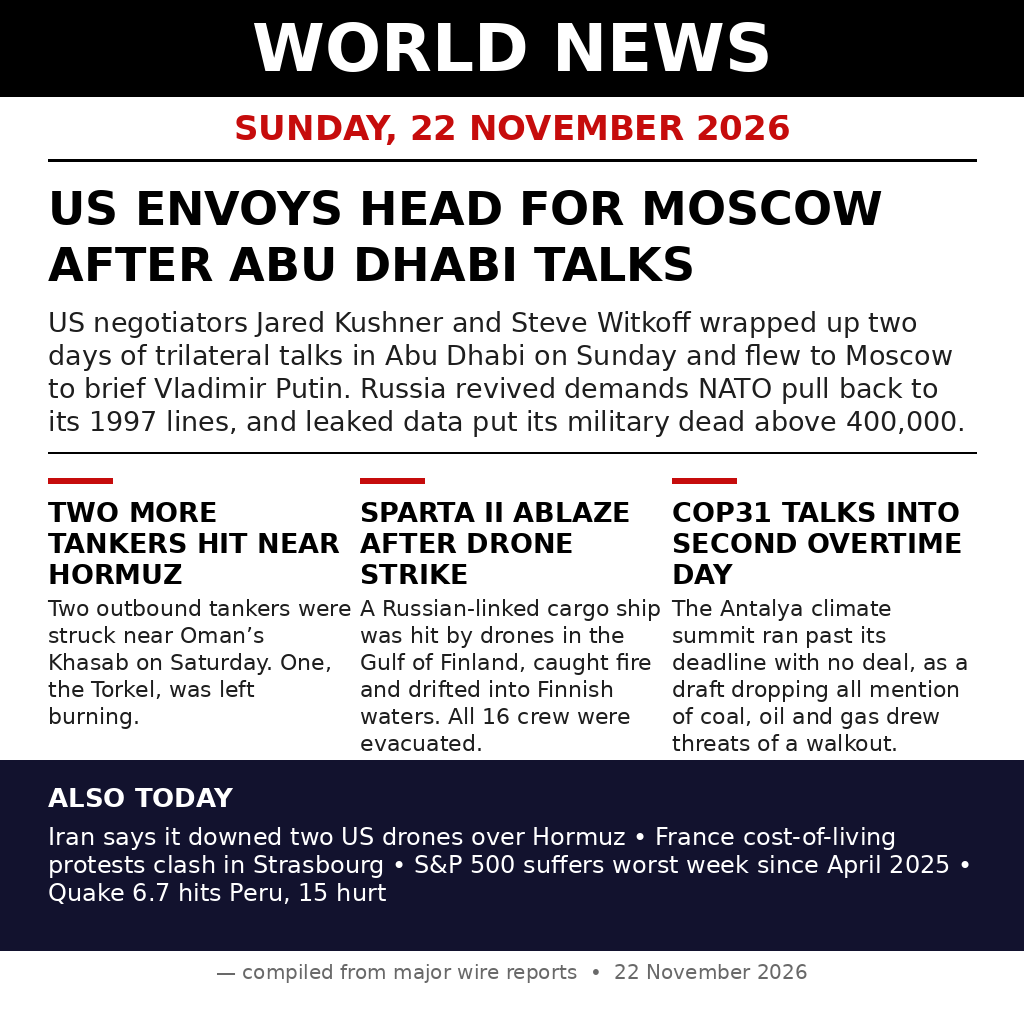 WORLD NEWS
SUNDAY, 22 NOVEMBER 2026
US ENVOYS HEAD FOR MOSCOW
AFTER ABU DHABI TALKS
US negotiators Jared Kushner and Steve Witkoff wrapped up two
days of trilateral talks in Abu Dhabi on Sunday and flew to Moscow
to brief Vladimir Putin. Russia revived demands NATO pull back to
its 1997 lines, and leaked data put its military dead above 400,000.
TWO MORE
TANKERS HIT NEAR
HORMUZ
Two outbound tankers were
struck near Oman’s
Khasab on Saturday. One,
the Torkel, was left
burning.
SPARTA II ABLAZE
AFTER DRONE
STRIKE
A Russian-linked cargo ship
was hit by drones in the
Gulf of Finland, caught fire
and drifted into Finnish
waters. All 16 crew were
evacuated.
COP31 TALKS INTO
SECOND OVERTIME
DAY
The Antalya climate
summit ran past its
deadline with no deal, as a
draft dropping all mention
of coal, oil and gas drew
threats of a walkout.
ALSO TODAY
Iran says it downed two US drones over Hormuz • France cost-of-living
protests clash in Strasbourg • S&P 500 suffers worst week since April 2025 •
Quake 6.7 hits Peru, 15 hurt
— compiled from major wire reports • 22 November 2026